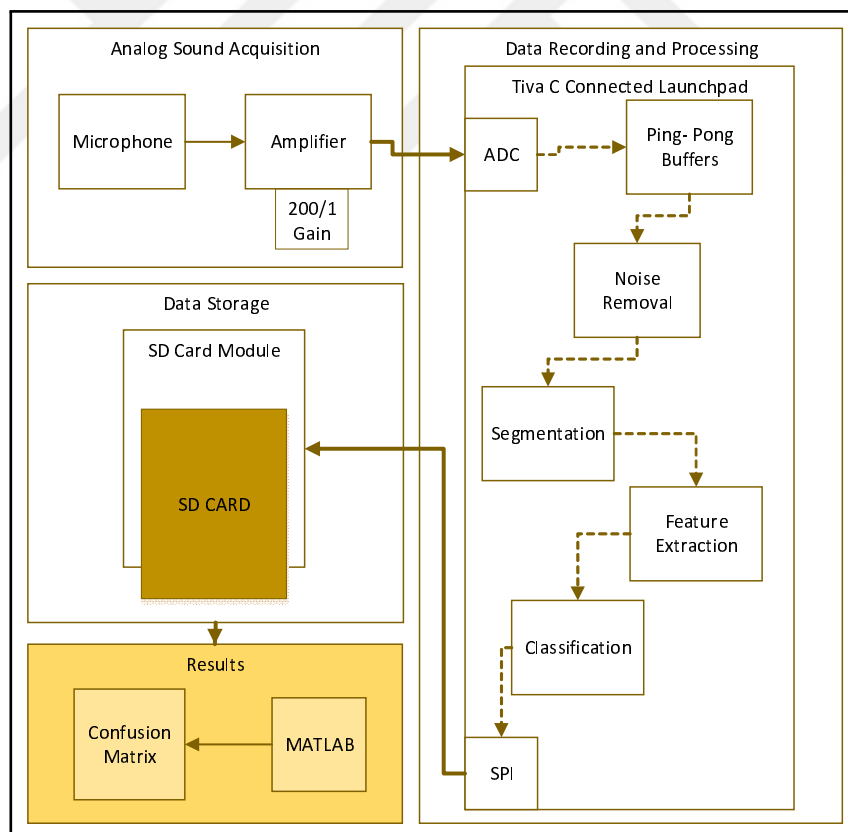 Analog Sound Acquisition
Microphone
Amplifier
200/1
Gain
Data Recording and Processing
Tiva C Connected Launchpad
ADC
Ping- Pong
Buffers
Noise
Removal
Segmentation
Feature
Extraction
Classification
SPI
Data Storage
SD Card Module
SD CARD
Results
Confusion
Matrix
MATLAB